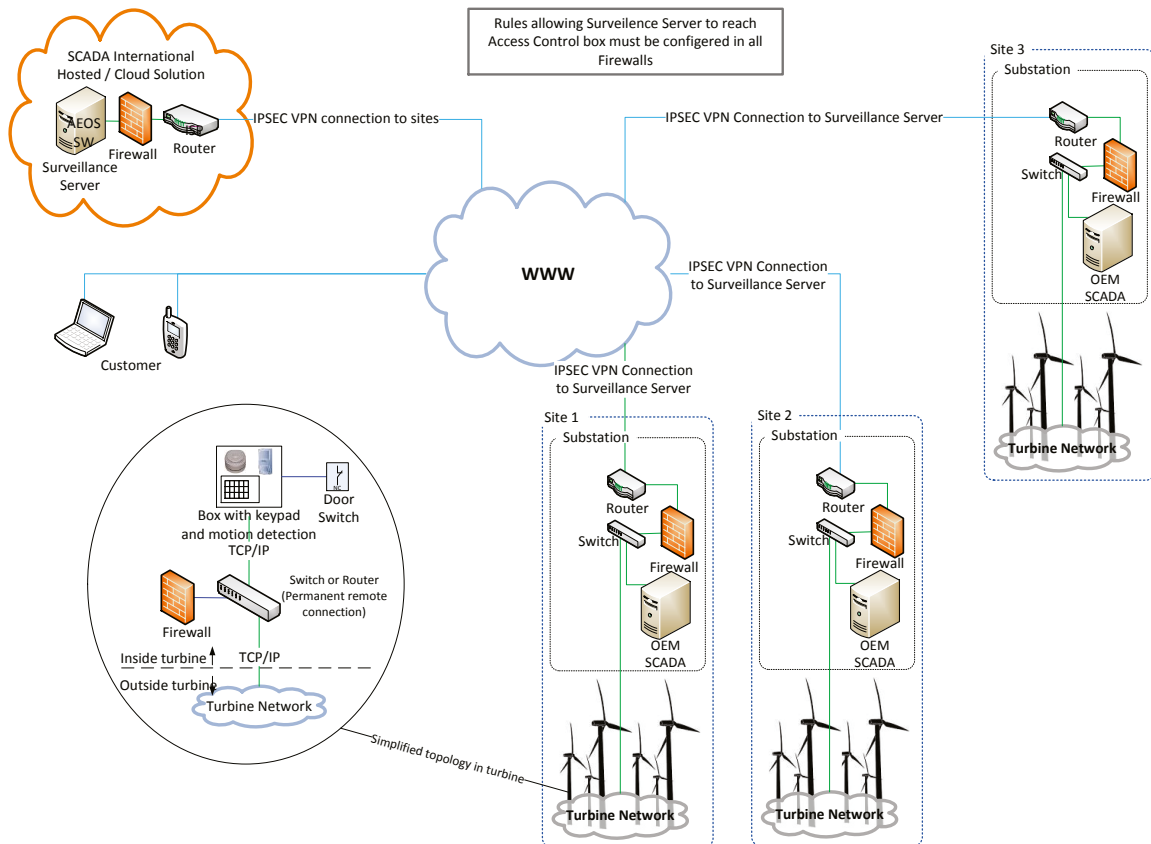 Rules allowing Surveilence Server to reach
Access Control box must be configered in all
Firewalls
SCADA International
Hosted / Cloud Solution
AEOS
SW
Surveillance
Server
Firewall
Router
IPSEC VPN connection to sites
IPSEC VPN Connection to Surveillance Server
WWW
IPSEC VPN Connection
to Surveillance Server
IPSEC VPN Connection
to Surveillance Server
Customer
Site 3
Substation
Router
Switch
Firewall
OEM
SCADA
Turbine Network
Site 1
Substation
Router
Switch
Firewall
OEM
SCADA
Turbine Network
Site 2
Substation
Router
Switch
Firewall
OEM
SCADA
Turbine Network
NC
Door
Switch
Box with keypad
and motion detection
TCP/IP
Switch or Router
(Permanent remote
connection)
Firewall
Inside turbine
TCP/IP
Outside turbine
Turbine Network
Simplified topology in turbine